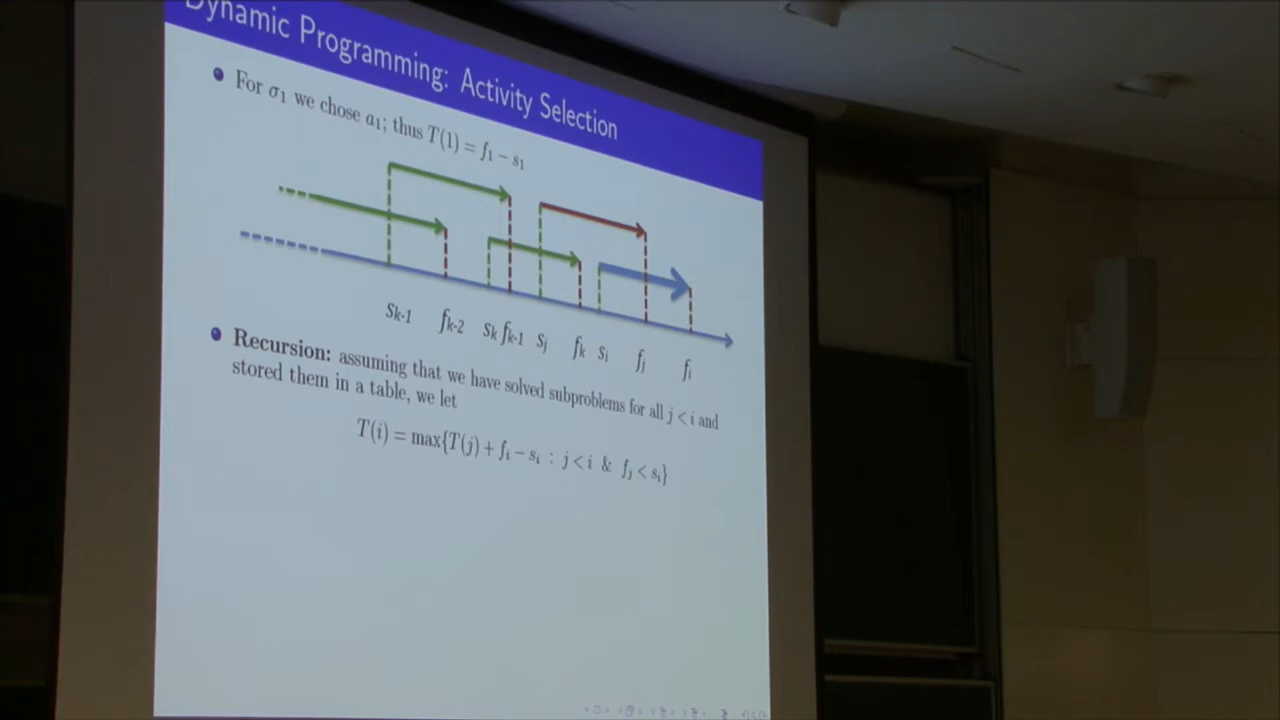 Dynamic Programming: Activity Selection
For σ₁ we chose a₁; thus T(1) = f₁ − s₁
sk-1 fk-2 sk fk-1 sj fk si fj fi
Recursion: assuming that we have solved subproblems for all j < i and
stored them in a table, we let
T(i) = max{T(j) + fᵢ − sᵢ : j < i & fⱼ < sᵢ}